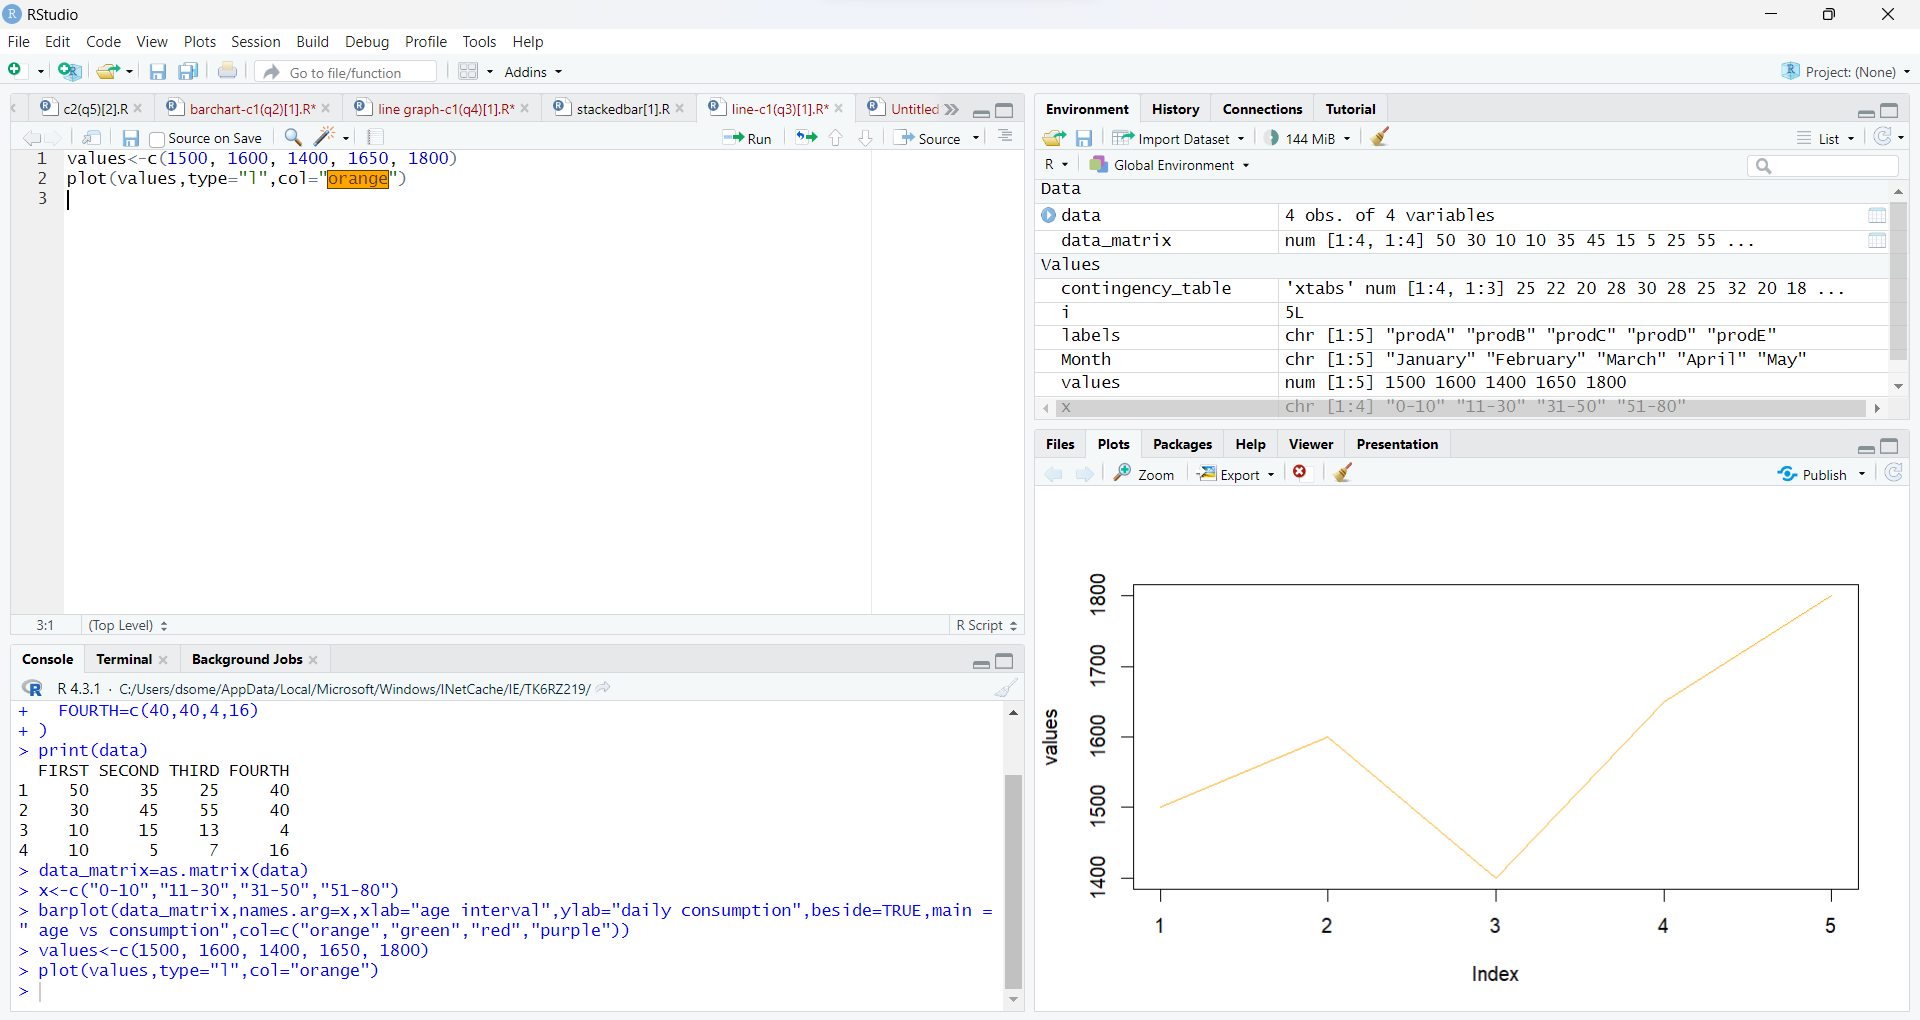 RStudio
File Edit Code View Plots Session Build Debug Profile Tools Help
Go to file/function Addins Project: (None)
c2(q5)[2].R barchart-c1(q2)[1].R* line graph-c1(q4)[1].R* stackedbar[1].R line-c1(q3)[1].R* Untitled
Source on Save Run Source
1 values<-c(1500, 1600, 1400, 1650, 1800)
2 plot(values,type="l",col="orange")
3
3:1 (Top Level) R Script
Console Terminal Background Jobs
R 4.3.1 · C:/Users/dsome/AppData/Local/Microsoft/Windows/INetCache/IE/TK6RZ219/
+ FOURTH=c(40,40,4,16)
+ )
> print(data)
FIRST SECOND THIRD FOURTH
1 50 35 25 40
2 30 45 55 40
3 10 15 13 4
4 10 5 7 16
> data_matrix=as.matrix(data)
> x<-c("0-10","11-30","31-50","51-80")
> barplot(data_matrix,names.arg=x,xlab="age interval",ylab="daily consumption",beside=TRUE,main =
" age vs consumption",col=c("orange","green","red","purple"))
> values<-c(1500, 1600, 1400, 1650, 1800)
> plot(values,type="l",col="orange")
>
Environment History Connections Tutorial
Import Dataset 144 MiB List
R Global Environment
Data
data 4 obs. of 4 variables
data_matrix num [1:4, 1:4] 50 30 10 10 35 45 15 5 25 55 ...
Values
contingency_table 'xtabs' num [1:4, 1:3] 25 22 20 28 30 28 25 32 20 18 ...
i 5L
labels chr [1:5] "prodA" "prodB" "prodC" "prodD" "prodE"
Month chr [1:5] "January" "February" "March" "April" "May"
values num [1:5] 1500 1600 1400 1650 1800
x chr [1:4] "0-10" "11-30" "31-50" "51-80"
Files Plots Packages Help Viewer Presentation
Zoom Export Publish
values
1800
1700
1600
1500
1400
1 2 3 4 5
Index